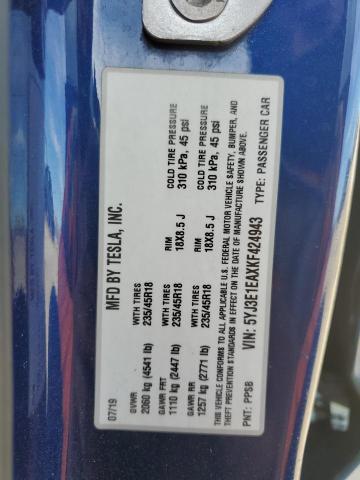 MFD BY TESLA, INC.
07/19
GVWR
2060 kg (4541 lb)
WITH TIRES
235/45R18
RIM
18X8.5 J
COLD TIRE PRESSURE
310 kPa, 45 psi
GAWR FRT
1110 kg (2447 lb)
WITH TIRES
235/45R18
RIM
18X8.5 J
COLD TIRE PRESSURE
310 kPa, 45 psi
GAWR RR
1257 kg (2771 lb)
THIS VEHICLE CONFORMS TO ALL APPLICABLE U.S. FEDERAL MOTOR VEHICLE SAFETY, BUMPER, AND
THEFT PREVENTION STANDARDS IN EFFECT ON THE DATE OF MANUFACTURE SHOWN ABOVE.
VIN: 5YJ3E1EAXKF424943
TYPE: PASSENGER CAR
PNT: PPSB